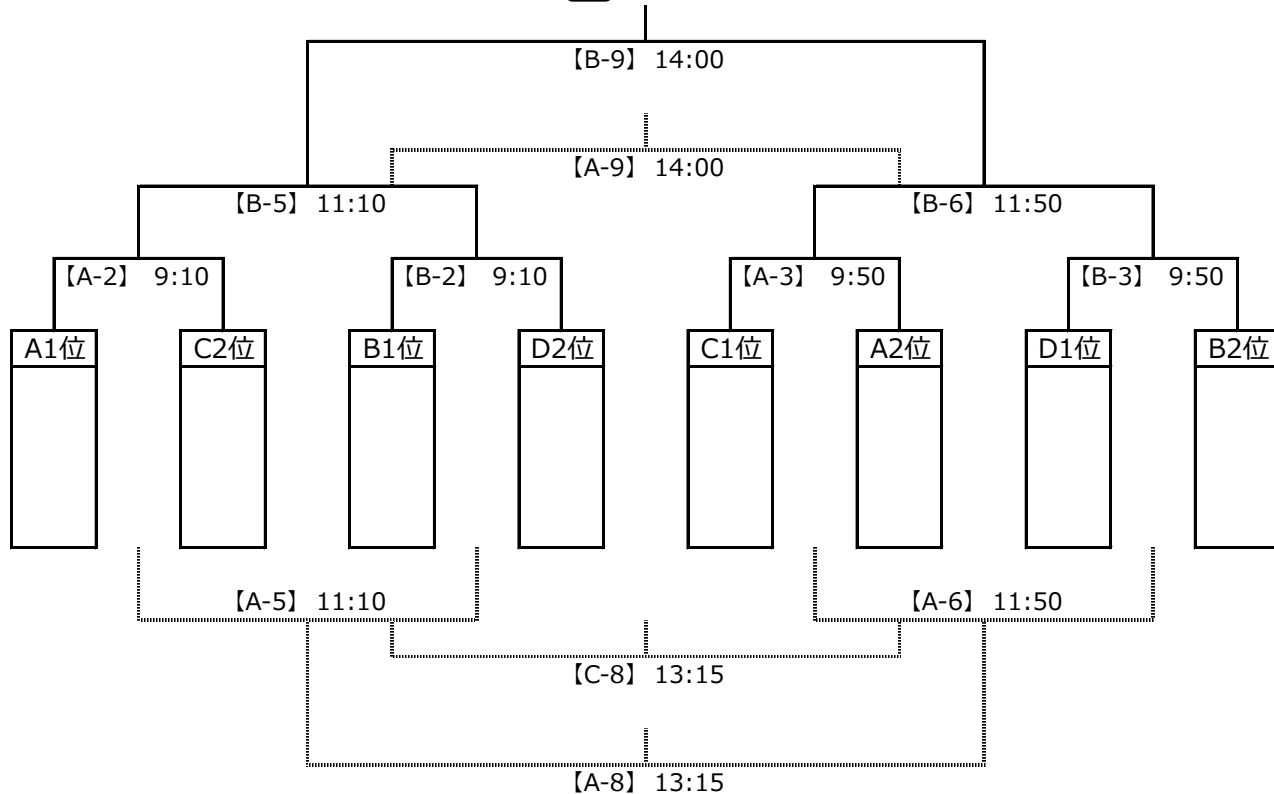 【B-9】 14:00
【A-9】 14:00
【B-5】 11:10
【B-6】 11:50
【A-2】 9:10
【B-2】 9:10
【A-3】 9:50
【B-3】 9:50
A1位
C2位
B1位
D2位
C1位
A2位
D1位
B2位
【A-5】 11:10
【A-6】 11:50
【C-8】 13:15
【A-8】 13:15